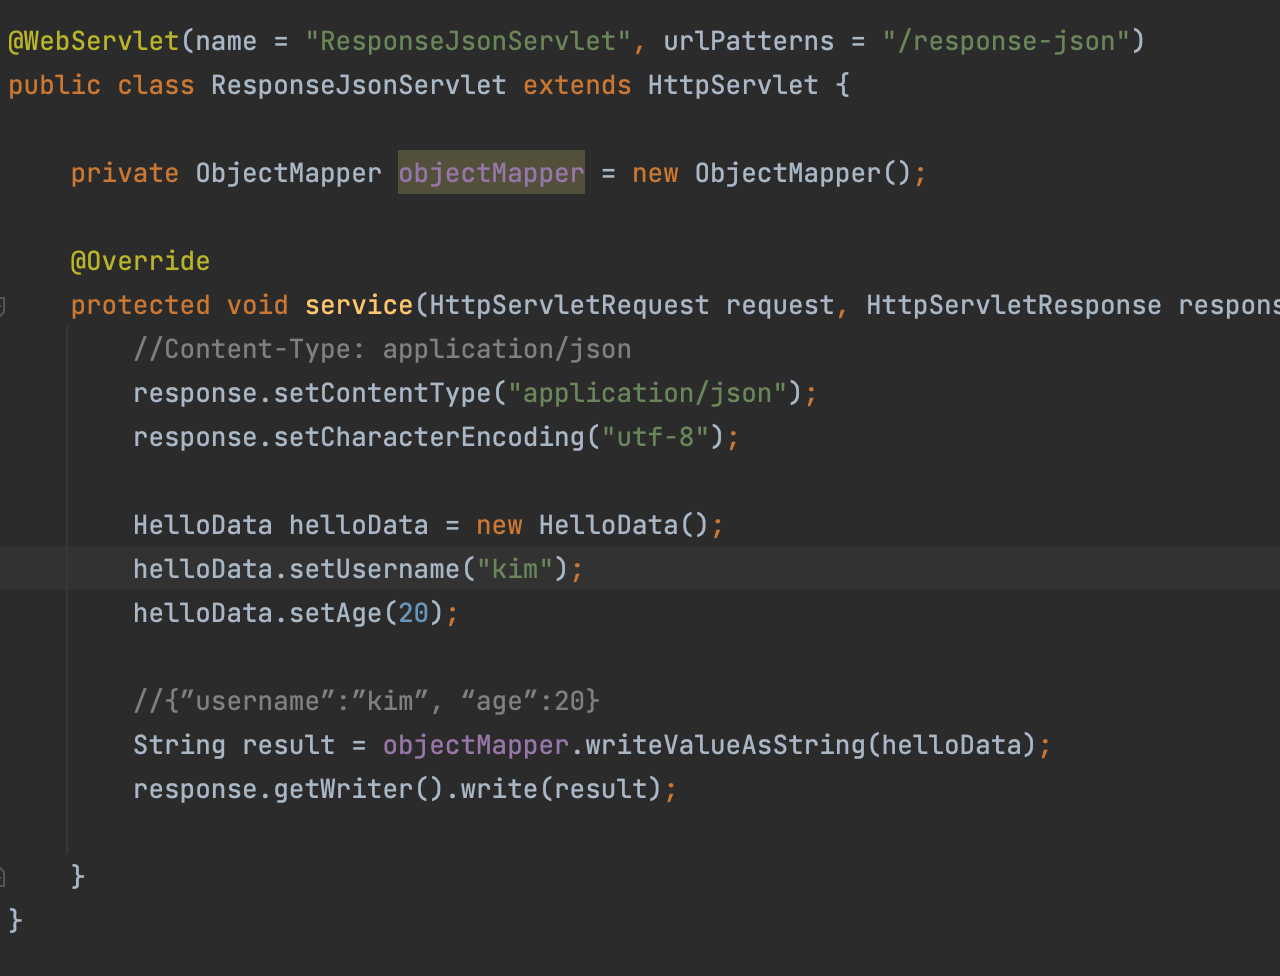 @WebServlet(name = "ResponseJsonServlet", urlPatterns = "/response-json")
public class ResponseJsonServlet extends HttpServlet {
private ObjectMapper objectMapper = new ObjectMapper();
@Override
protected void service(HttpServletRequest request, HttpServletResponse respons
//Content-Type: application/json
response.setContentType("application/json");
response.setCharacterEncoding("utf-8");
HelloData helloData = new HelloData();
helloData.setUsername("kim");
helloData.setAge(20);
//{”username”:”kim”, “age”:20}
String result = objectMapper.writeValueAsString(helloData);
response.getWriter().write(result);
}
}